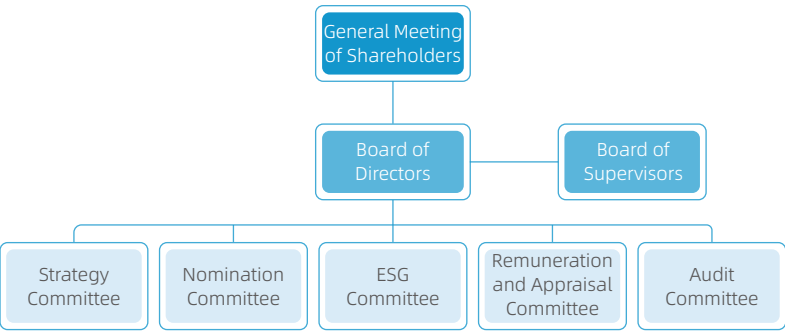 General Meeting
of Shareholders
Board of
Directors
Board of
Supervisors
Strategy
Committee
Nomination
Committee
ESG
Committee
Remuneration
and Appraisal
Committee
Audit
Committee